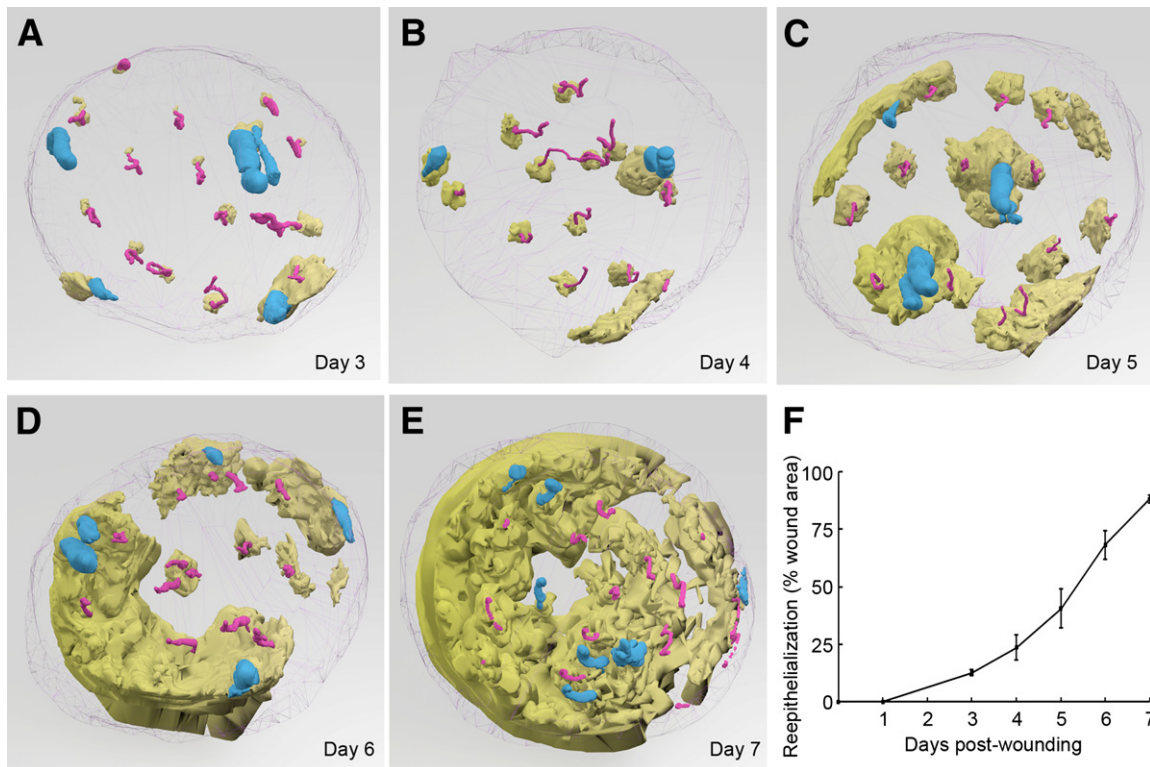 A
B
C
Day 3
Day 4
Day 5
D
E
F
Day 6
Day 7
Reepithelialization (% wound area)
100
75
50
25
0
1 2 3 4 5 6 7
Days post-wounding